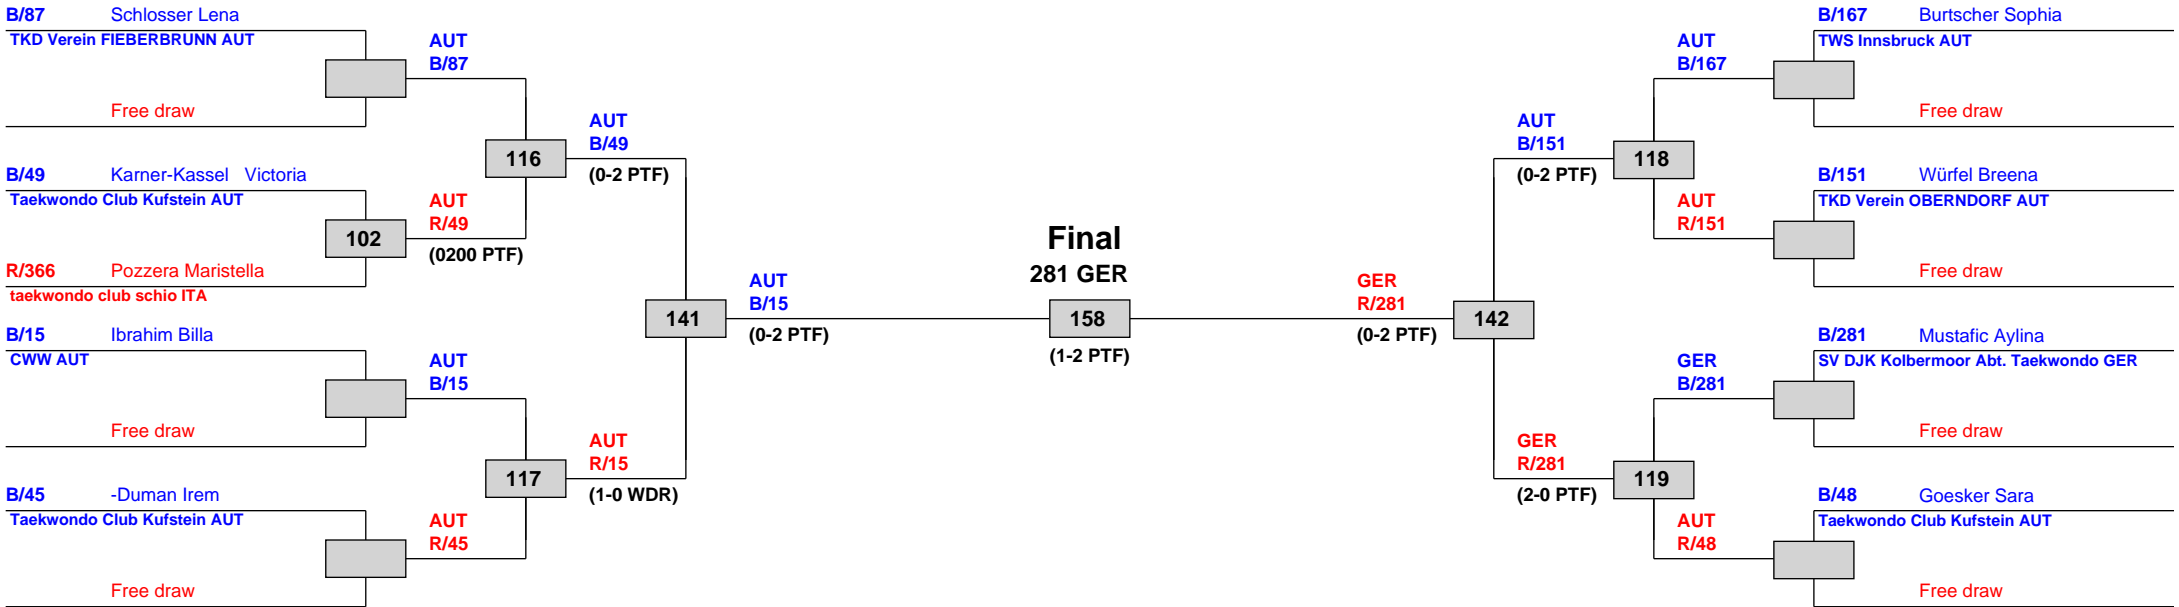 B/87 Schlosser Lena
TKD Verein FIEBERBRUNN AUT
Free draw
B/49 Karner-Kassel Victoria
Taekwondo Club Kufstein AUT
102
R/366 Pozzera Maristella
taekwondo club schio ITA
B/15 Ibrahim Billa
CWW AUT
Free draw
B/45 -Duman Irem
Taekwondo Club Kufstein AUT
Free draw
AUT
B/87
116
AUT
R/49
(0200 PTF)
AUT
B/15
117
AUT
R/45
AUT
B/49
(0-2 PTF)
141
AUT
R/15
(1-0 WDR)
AUT
B/15
(0-2 PTF)
Final
281 GER
158
(1-2 PTF)
GER
R/281
(0-2 PTF)
142
AUT
B/151
(0-2 PTF)
118
GER
R/281
(2-0 PTF)
119
AUT
B/167
AUT
R/151
GER
B/281
AUT
R/48
B/167 Burtscher Sophia
TWS Innsbruck AUT
Free draw
B/151 Würfel Breena
TKD Verein OBERNDORF AUT
Free draw
B/281 Mustafic Aylina
SV DJK Kolbermoor Abt. Taekwondo GER
Free draw
B/48 Goesker Sara
Taekwondo Club Kufstein AUT
Free draw